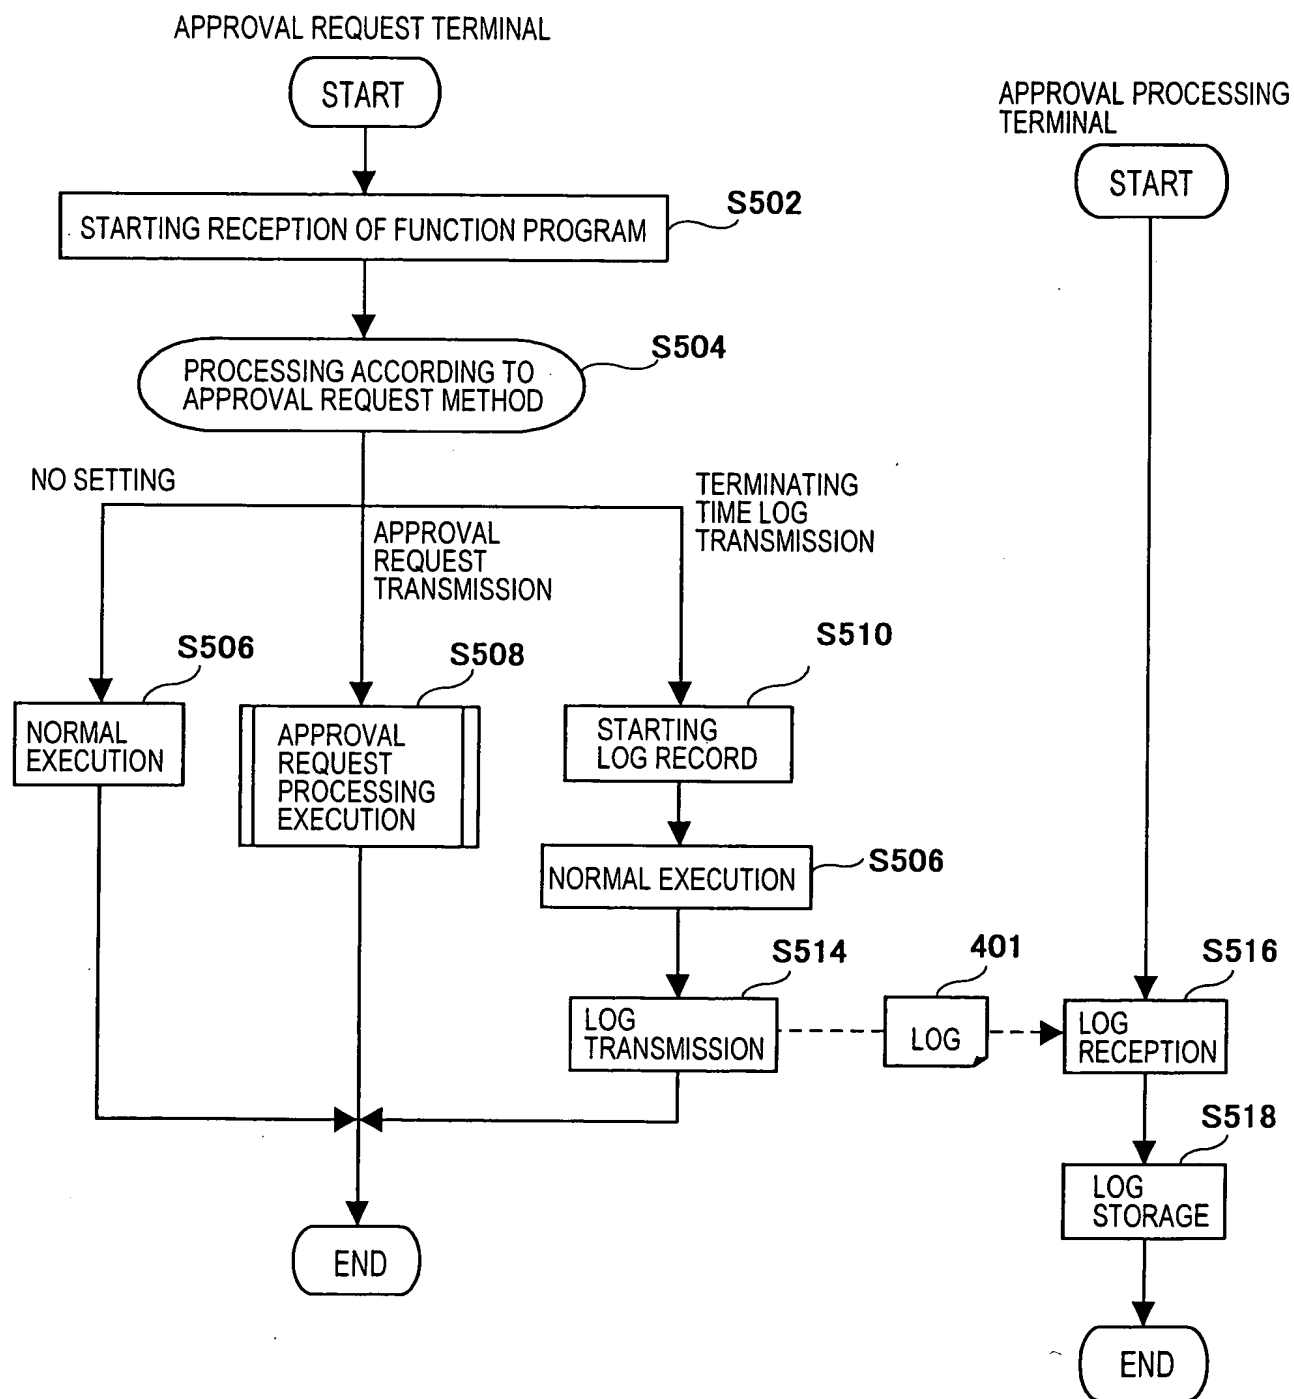 APPROVAL REQUEST TERMINAL
START
APPROVAL PROCESSING
TERMINAL
START
S502
STARTING RECEPTION OF FUNCTION PROGRAM
S504
PROCESSING ACCORDING TO
APPROVAL REQUEST METHOD
NO SETTING
APPROVAL
REQUEST
TRANSMISSION
TERMINATING
TIME LOG
TRANSMISSION
S506
NORMAL
EXECUTION
S508
APPROVAL
REQUEST
PROCESSING
EXECUTION
S510
STARTING
LOG RECORD
S506
NORMAL EXECUTION
S514
LOG
TRANSMISSION
401
LOG
S516
LOG
RECEPTION
S518
LOG
STORAGE
END
END